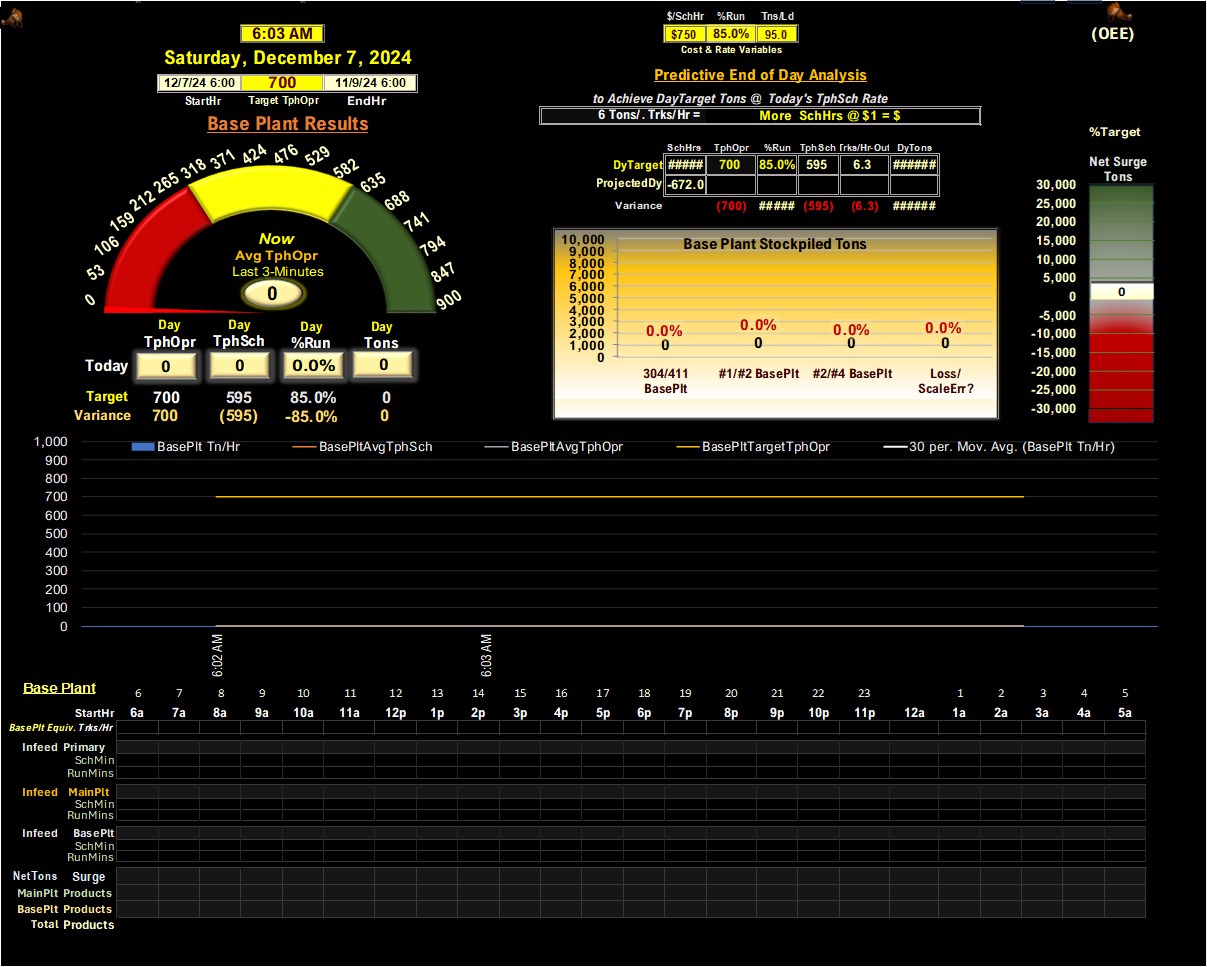 $/SchHr %Run Tns/Ld
$750 85.0% 95.0
Cost & Rate Variables
(OEE)
6:03 AM
Saturday, December 7, 2024
12/7/24 6:00 700 11/9/24 6:00
StartHr Target TphOpr EndHr
Base Plant Results
318 371 424 476 529 582
265 635
212 688
159 741
106 794
53 847
0 900
Now
Avg TphOpr
Last 3-Minutes
0
Day Day Day Day
TphOpr TphSch %Run Tons
Today 0 0 0.0% 0
Target 700 595 85.0% 0
Variance 700 (595) -85.0% 0
Predictive End of Day Analysis
to Achieve DayTarget Tons @ Today's TphSch Rate
6 Tons/. Trks/Hr = More SchHrs @ $1 = $
SchHrs TphOpr %Run TphSch Trks/Hr-Out DyTons
DyTarget ##### 700 85.0% 595 6.3 ######
ProjectedDy -672.0
Variance (700) ##### (595) (6.3) ######
Base Plant Stockpiled Tons
10,000
9,000
8,000
7,000
6,000
5,000
4,000
3,000
2,000
1,000
0
0.0% 0.0% 0.0% 0.0%
0 0 0 0
304/411 BasePlt
#1/#2 BasePlt
#2/#4 BasePlt
Loss/ ScaleErr?
%Target
Net Surge
Tons
30,000
25,000
20,000
15,000
10,000
5,000
0 0
-5,000
-10,000
-15,000
-20,000
-25,000
-30,000
BasePlt Tn/Hr BasePltAvgTphSch BasePltAvgTphOpr BasePltTargetTphOpr 30 per. Mov. Avg. (BasePlt Tn/Hr)
1,000
900
800
700
600
500
400
300
200
100
0
6:02 AM 6:03 AM
Base Plant 6 7 8 9 10 11 12 13 14 15 16 17 18 19 20 21 22 23 1 2 3 4 5
StartHr 6a 7a 8a 9a 10a 11a 12p 1p 2p 3p 4p 5p 6p 7p 8p 9p 10p 11p 12a 1a 2a 3a 4a 5a
BasePlt Equiv. Trks/Hr
Infeed Primary
SchMin
RunMins
Infeed MainPlt
SchMin
RunMins
Infeed BasePlt
SchMin
RunMins
NetTons Surge
MainPlt Products
BasePlt Products
Total Products